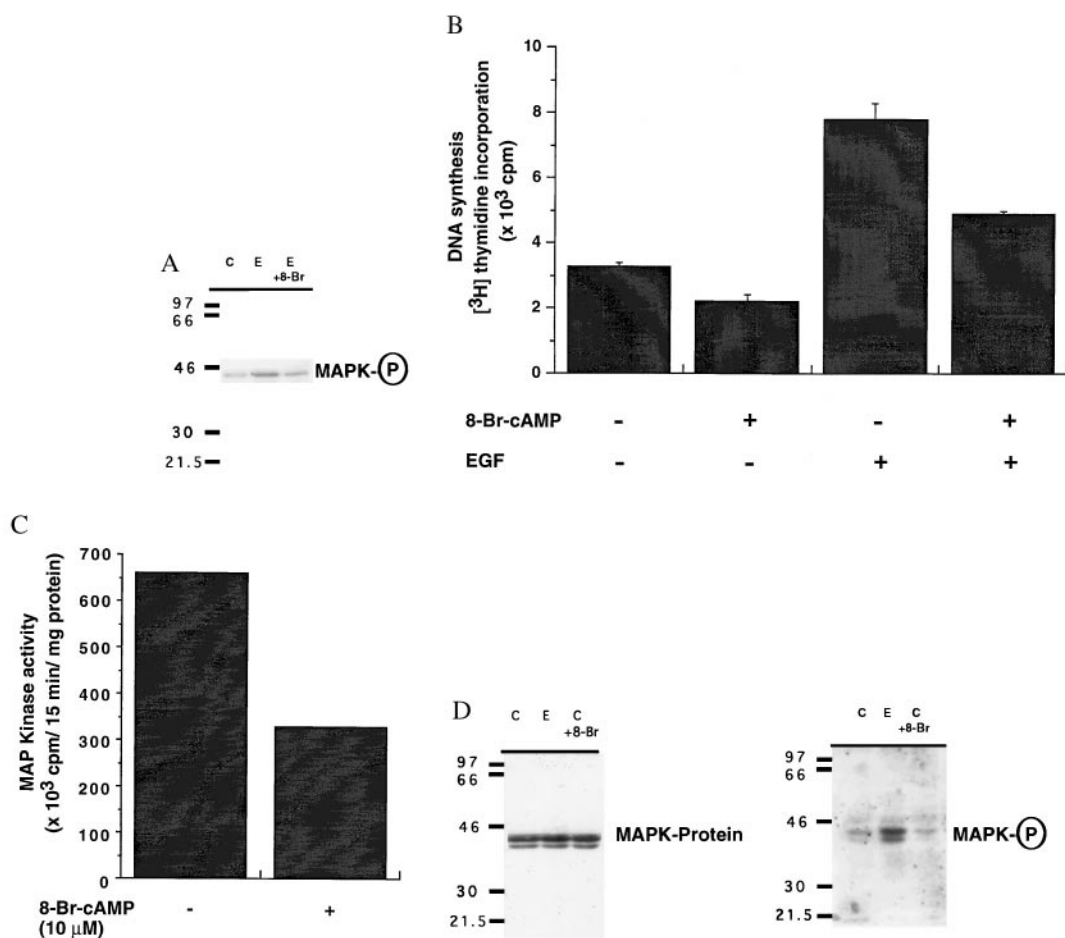 B
DNA synthesis
[³H] thymidine incorporation
(x 10³ cpm)
10
8
6
4
2
0
8-Br-cAMP - + - +
EGF - - + +
A
C E E
+8-Br
97
66
46
MAPK-P
30
21.5
C
MAP Kinase activity
(x 10³ cpm/ 15 min/ mg protein)
700
600
500
400
300
200
100
0
8-Br-cAMP - +
(10 µM)
D
C E C
+8-Br
97
66
46
MAPK-Protein
30
21.5
C E C
+8-Br
97
66
46
MAPK-P
30
21.5